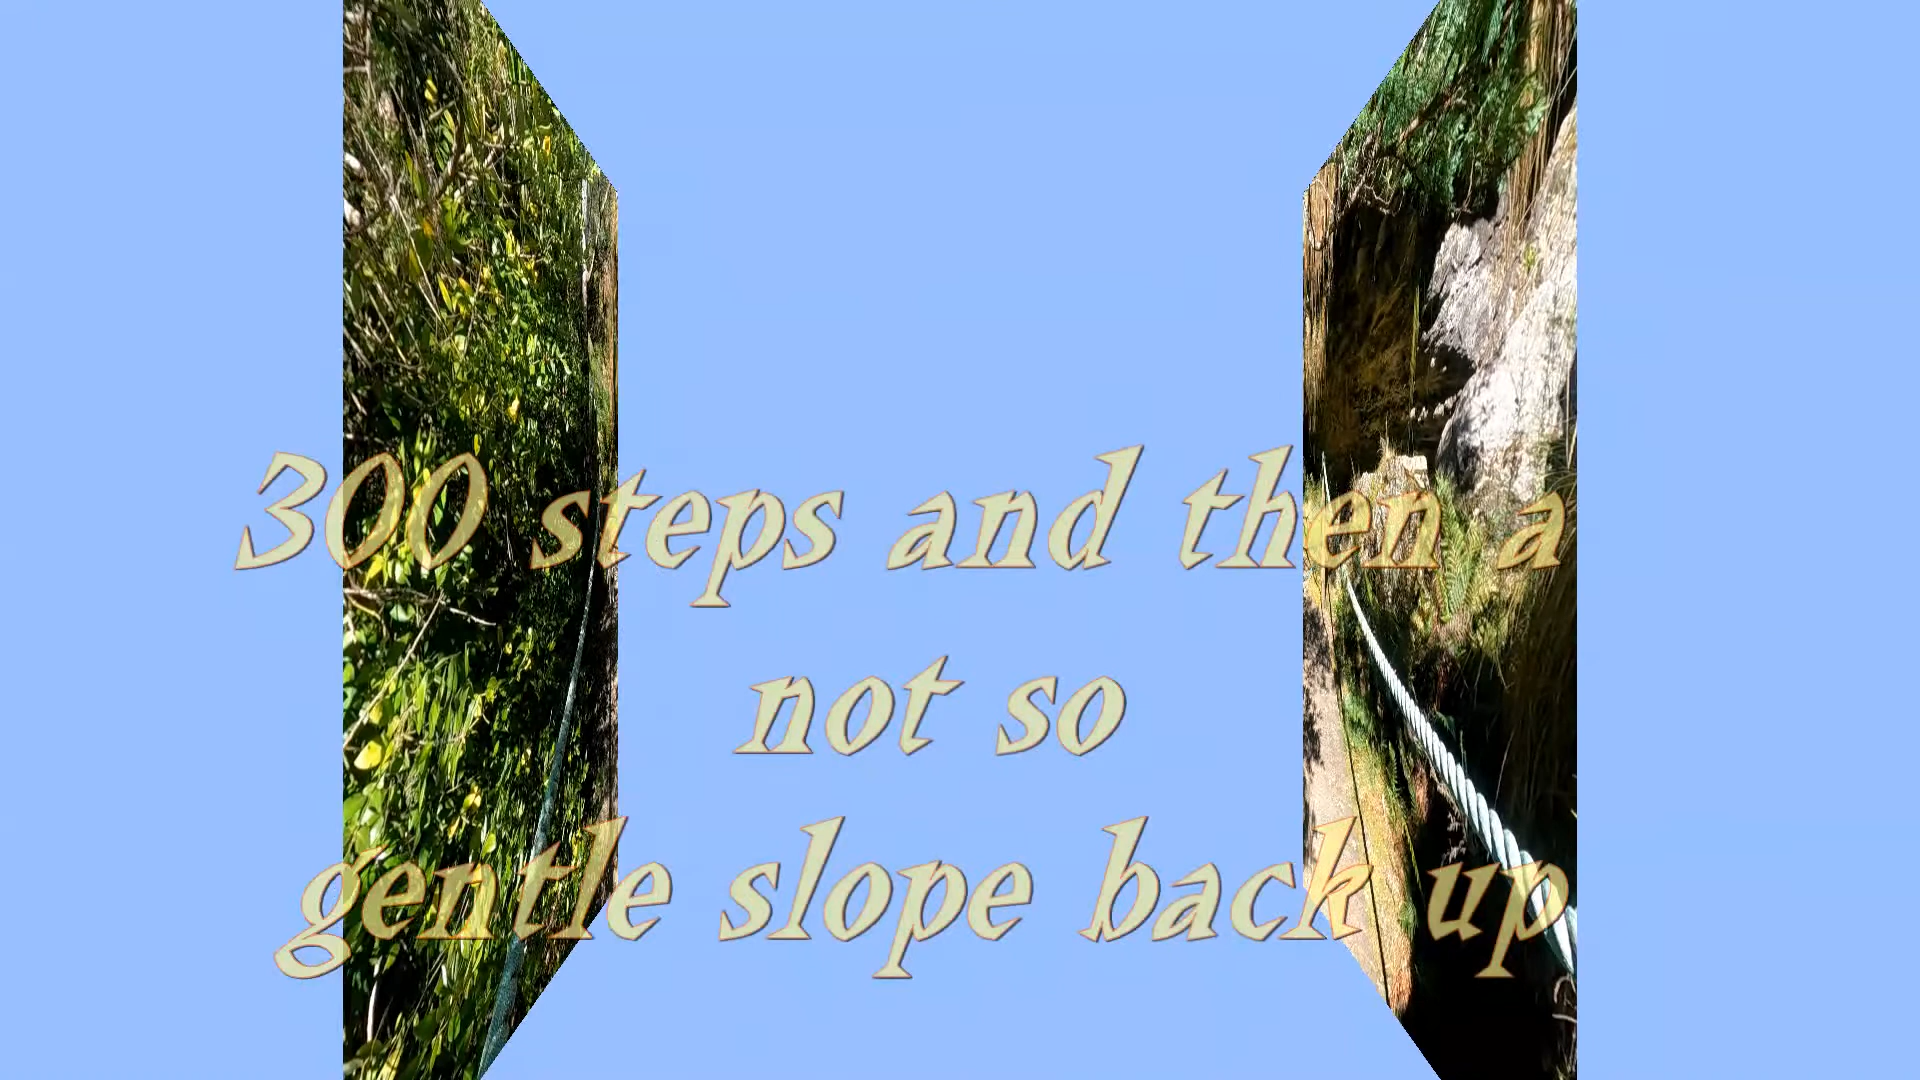 300 steps and then a
not so
gentle slope back up